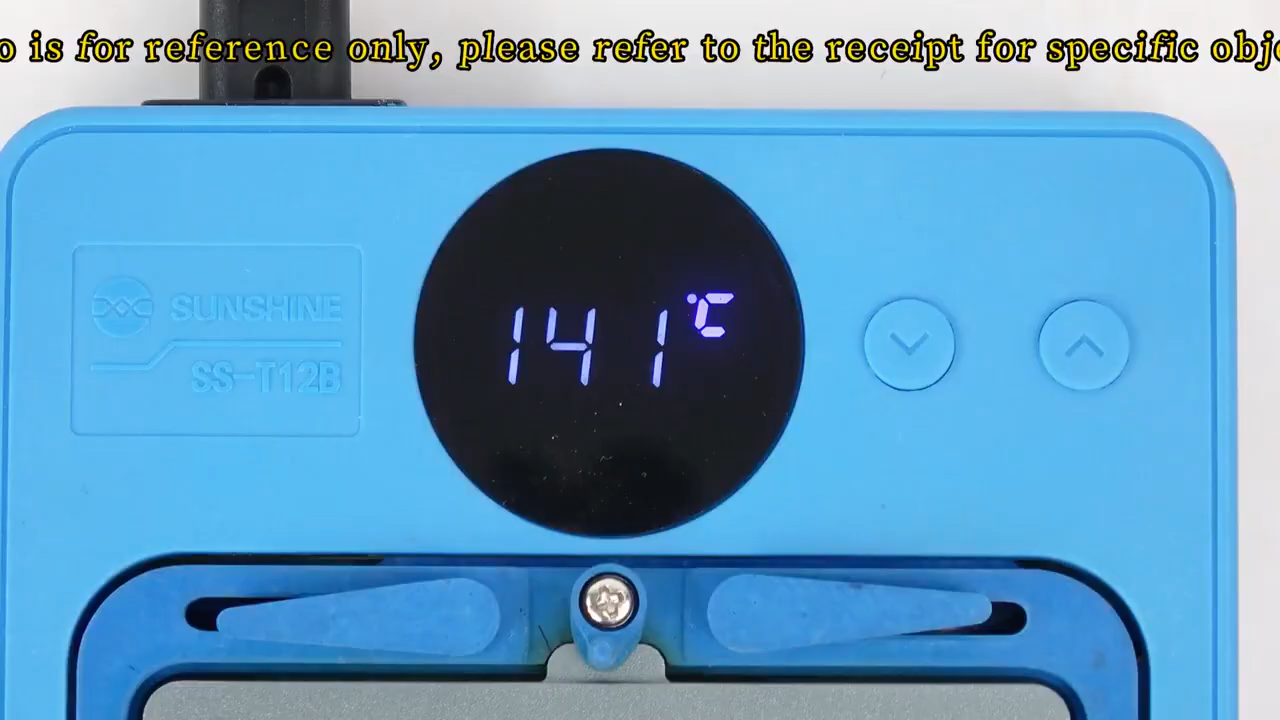 o is for reference only, please refer to the receipt for specific obje
SUNSHINE
SS-T12B
141°C